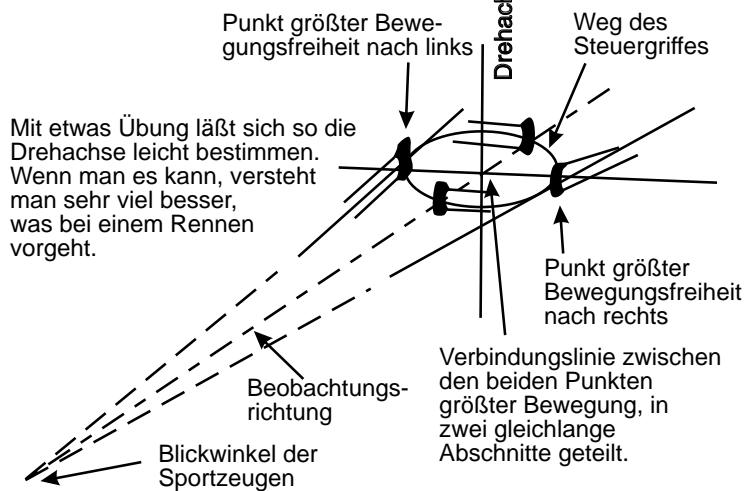 Punkt größter Bewe-
gungsfreiheit nach links
Weg des
Steuergriffes
Mit etwas Übung läßt sich so die
Drehachse leicht bestimmen.
Wenn man es kann, versteht
man sehr viel besser,
was bei einem Rennen
vorgeht.
Punkt größter
Bewegungsfreiheit
nach rechts
Verbindungslinie zwischen
den beiden Punkten
größter Bewegung, in
zwei gleichlange
Abschnitte geteilt.
Beobachtungs-
richtung
Blickwinkel der
Sportzeugen